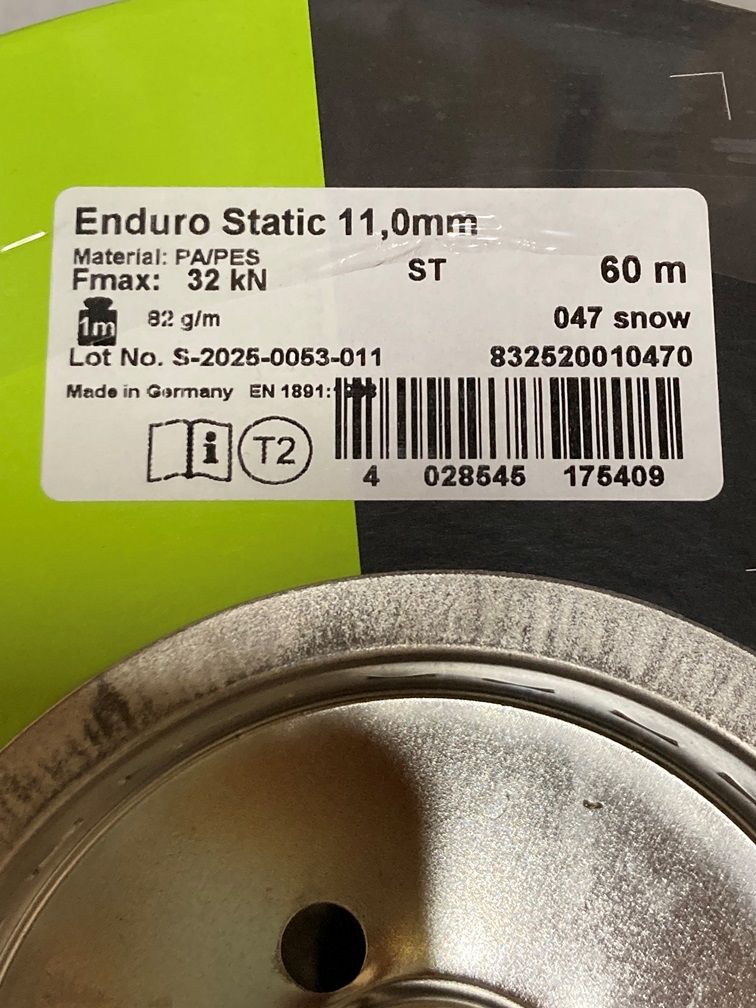 Enduro Static 11,0mm
Material: PA/PES
Fmax: 32 kN
ST
60 m
1m
82 g/m
047 snow
Lot No. S-2025-0053-011
832520010470
Made in Germany EN 1891:
i
T2
4 028545 175409